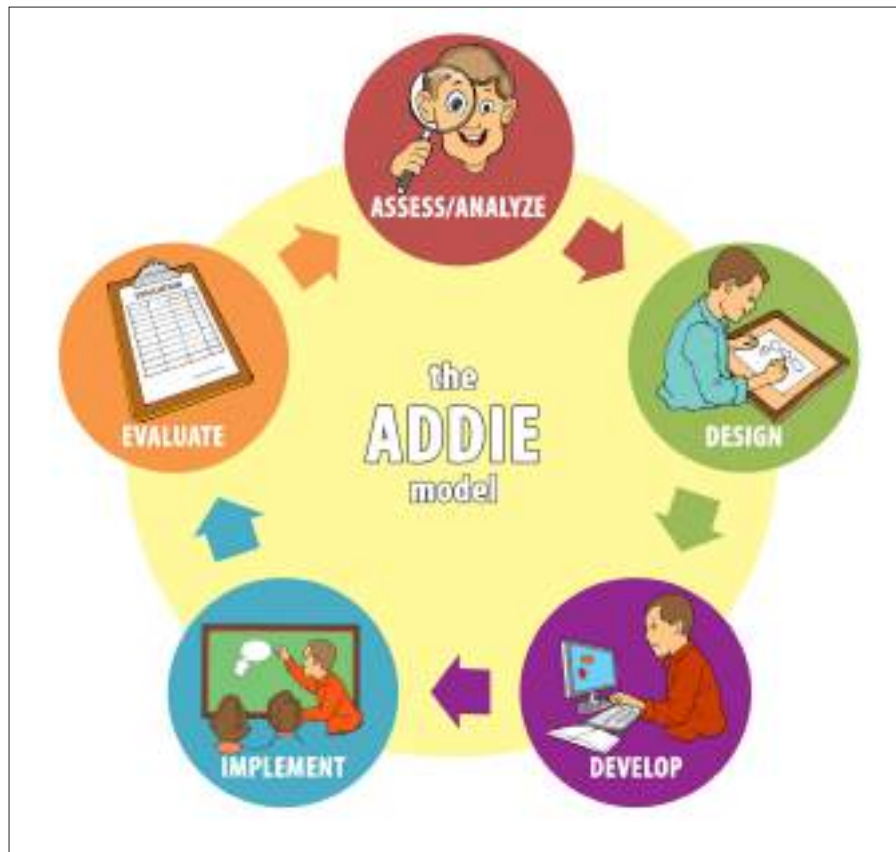 ASSESS/ANALYZE
EVALUATE
DESIGN
the
ADDIE
model
IMPLEMENT
DEVELOP